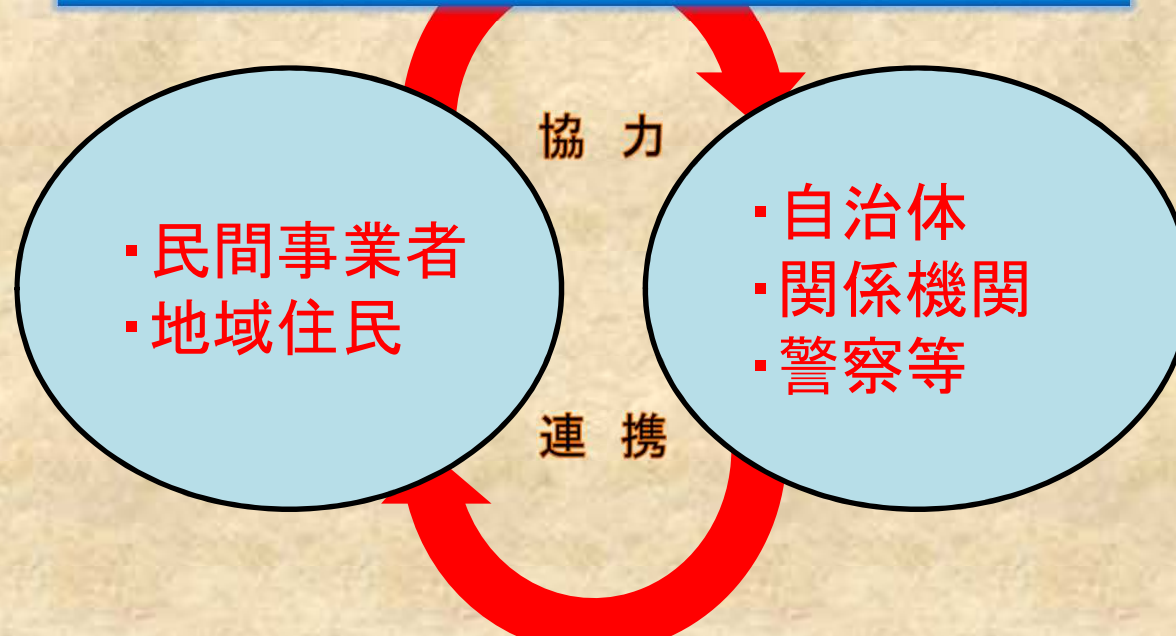 協 力
・民間事業者
・地域住民
・自治体
・関係機関
・警察等
連 携